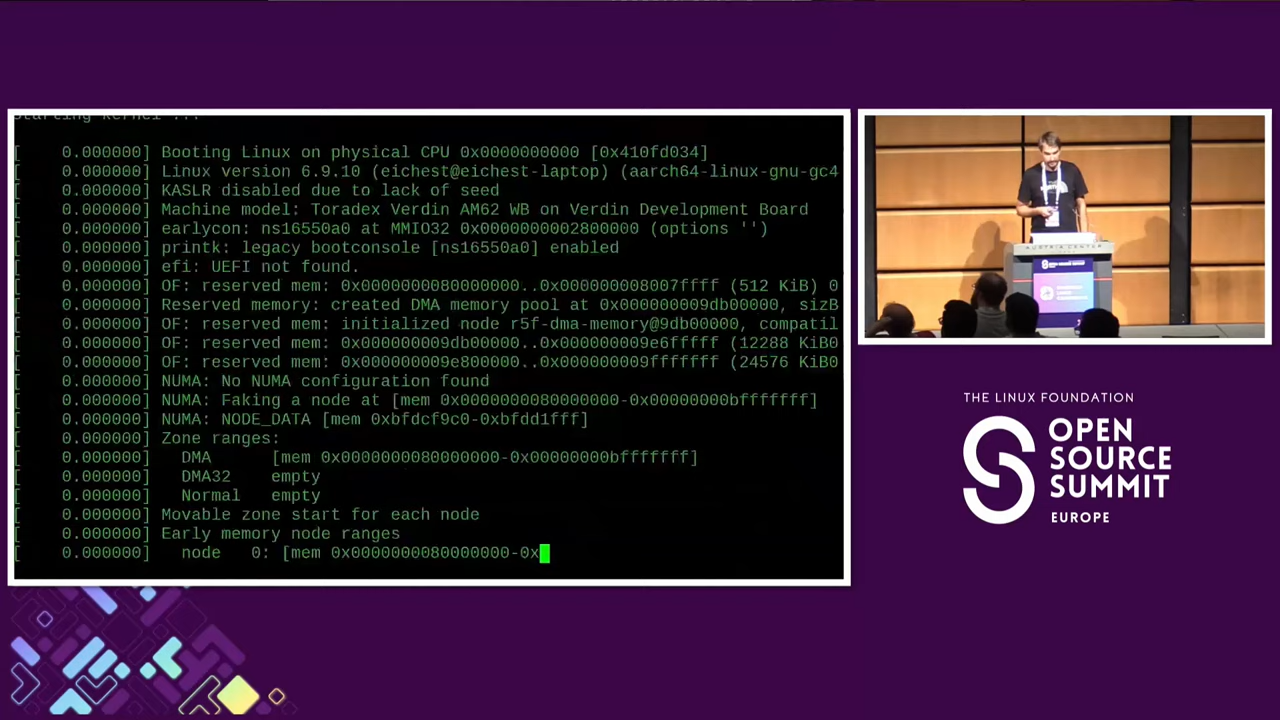 Starting kernel ...
[    0.000000] Booting Linux on physical CPU 0x0000000000 [0x410fd034]
[    0.000000] Linux version 6.9.10 (eichest@eichest-laptop) (aarch64-linux-gnu-gc4
[    0.000000] KASLR disabled due to lack of seed
[    0.000000] Machine model: Toradex Verdin AM62 WB on Verdin Development Board
[    0.000000] earlycon: ns16550a0 at MMIO32 0x0000000002800000 (options '')
[    0.000000] printk: legacy bootconsole [ns16550a0] enabled
[    0.000000] efi: UEFI not found.
[    0.000000] OF: reserved mem: 0x0000000080000000..0x000000008007ffff (512 KiB) 0
[    0.000000] Reserved memory: created DMA memory pool at 0x000000009db00000, sizB
[    0.000000] OF: reserved mem: initialized node r5f-dma-memory@9db00000, compatil
[    0.000000] OF: reserved mem: 0x000000009db00000..0x000000009e6fffff (12288 KiB0
[    0.000000] OF: reserved mem: 0x000000009e800000..0x000000009fffffff (24576 KiB0
[    0.000000] NUMA: No NUMA configuration found
[    0.000000] NUMA: Faking a node at [mem 0x0000000080000000-0x00000000bfffffff]
[    0.000000] NUMA: NODE_DATA [mem 0xbfdcf9c0-0xbfdd1fff]
[    0.000000] Zone ranges:
[    0.000000]   DMA      [mem 0x0000000080000000-0x00000000bfffffff]
[    0.000000]   DMA32    empty
[    0.000000]   Normal   empty
[    0.000000] Movable zone start for each node
[    0.000000] Early memory node ranges
[    0.000000]   node   0: [mem 0x0000000080000000-0x
AUSTRIA CENTER
THE LINUX FOUNDATION
OPEN
SOURCE
SUMMIT
EUROPE